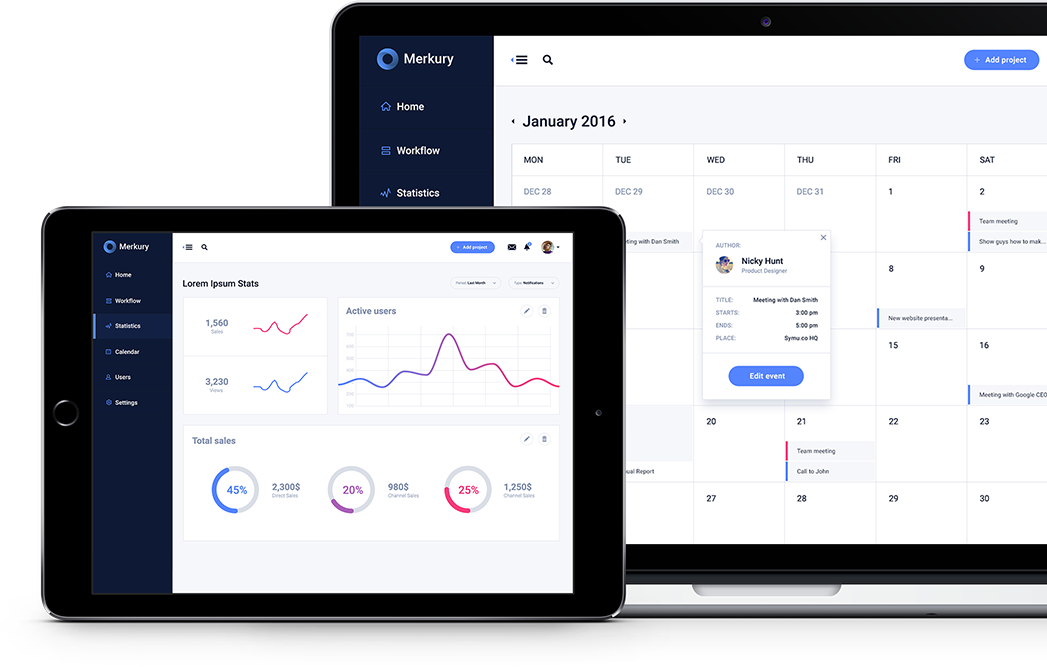 Merkury
Home
Workflow
Statistics
Add project
January 2016
MON TUE WED THU FRI SAT
DEC 28 DEC 29 DEC 30 DEC 31 1 2
Team meeting
Show guys how to mak...
with Dan Smith
AUTHOR:
Nicky Hunt
Product Designer
TITLE: Meeting with Dan Smith
STARTS: 3:00 pm
ENDS: 5:00 pm
PLACE: Symu.co HQ
Edit event
8 9
New website presenta...
15 16
Meeting with Google CEO
20 21 22 23
Team meeting
Call to John
Report
27 28 29 30
Merkury
Home
Workflow
Statistics
Calendar
Users
Settings
Add project
Lorem Ipsum Stats
Period: Last Month
Type: Notifications
1,560
Sales
3,230
Views
Active users
Total sales
45%
2,300$
Direct Sales
20%
980$
Channel Sales
25%
1,250$
Channel Sales